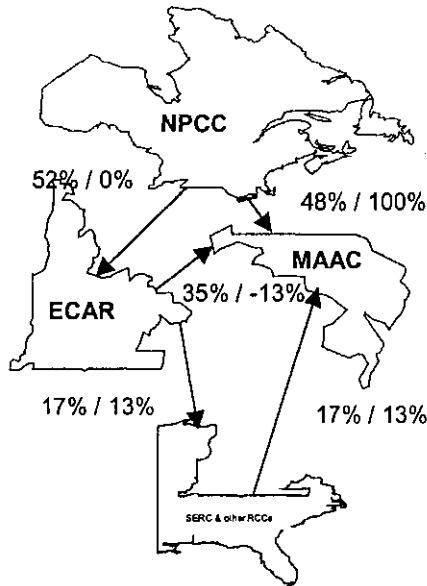 NPCC
52% / 0%
48% / 100%
MAAC
35% / -13%
ECAR
17% / 13%
17% / 13%
SERC & other RCCs